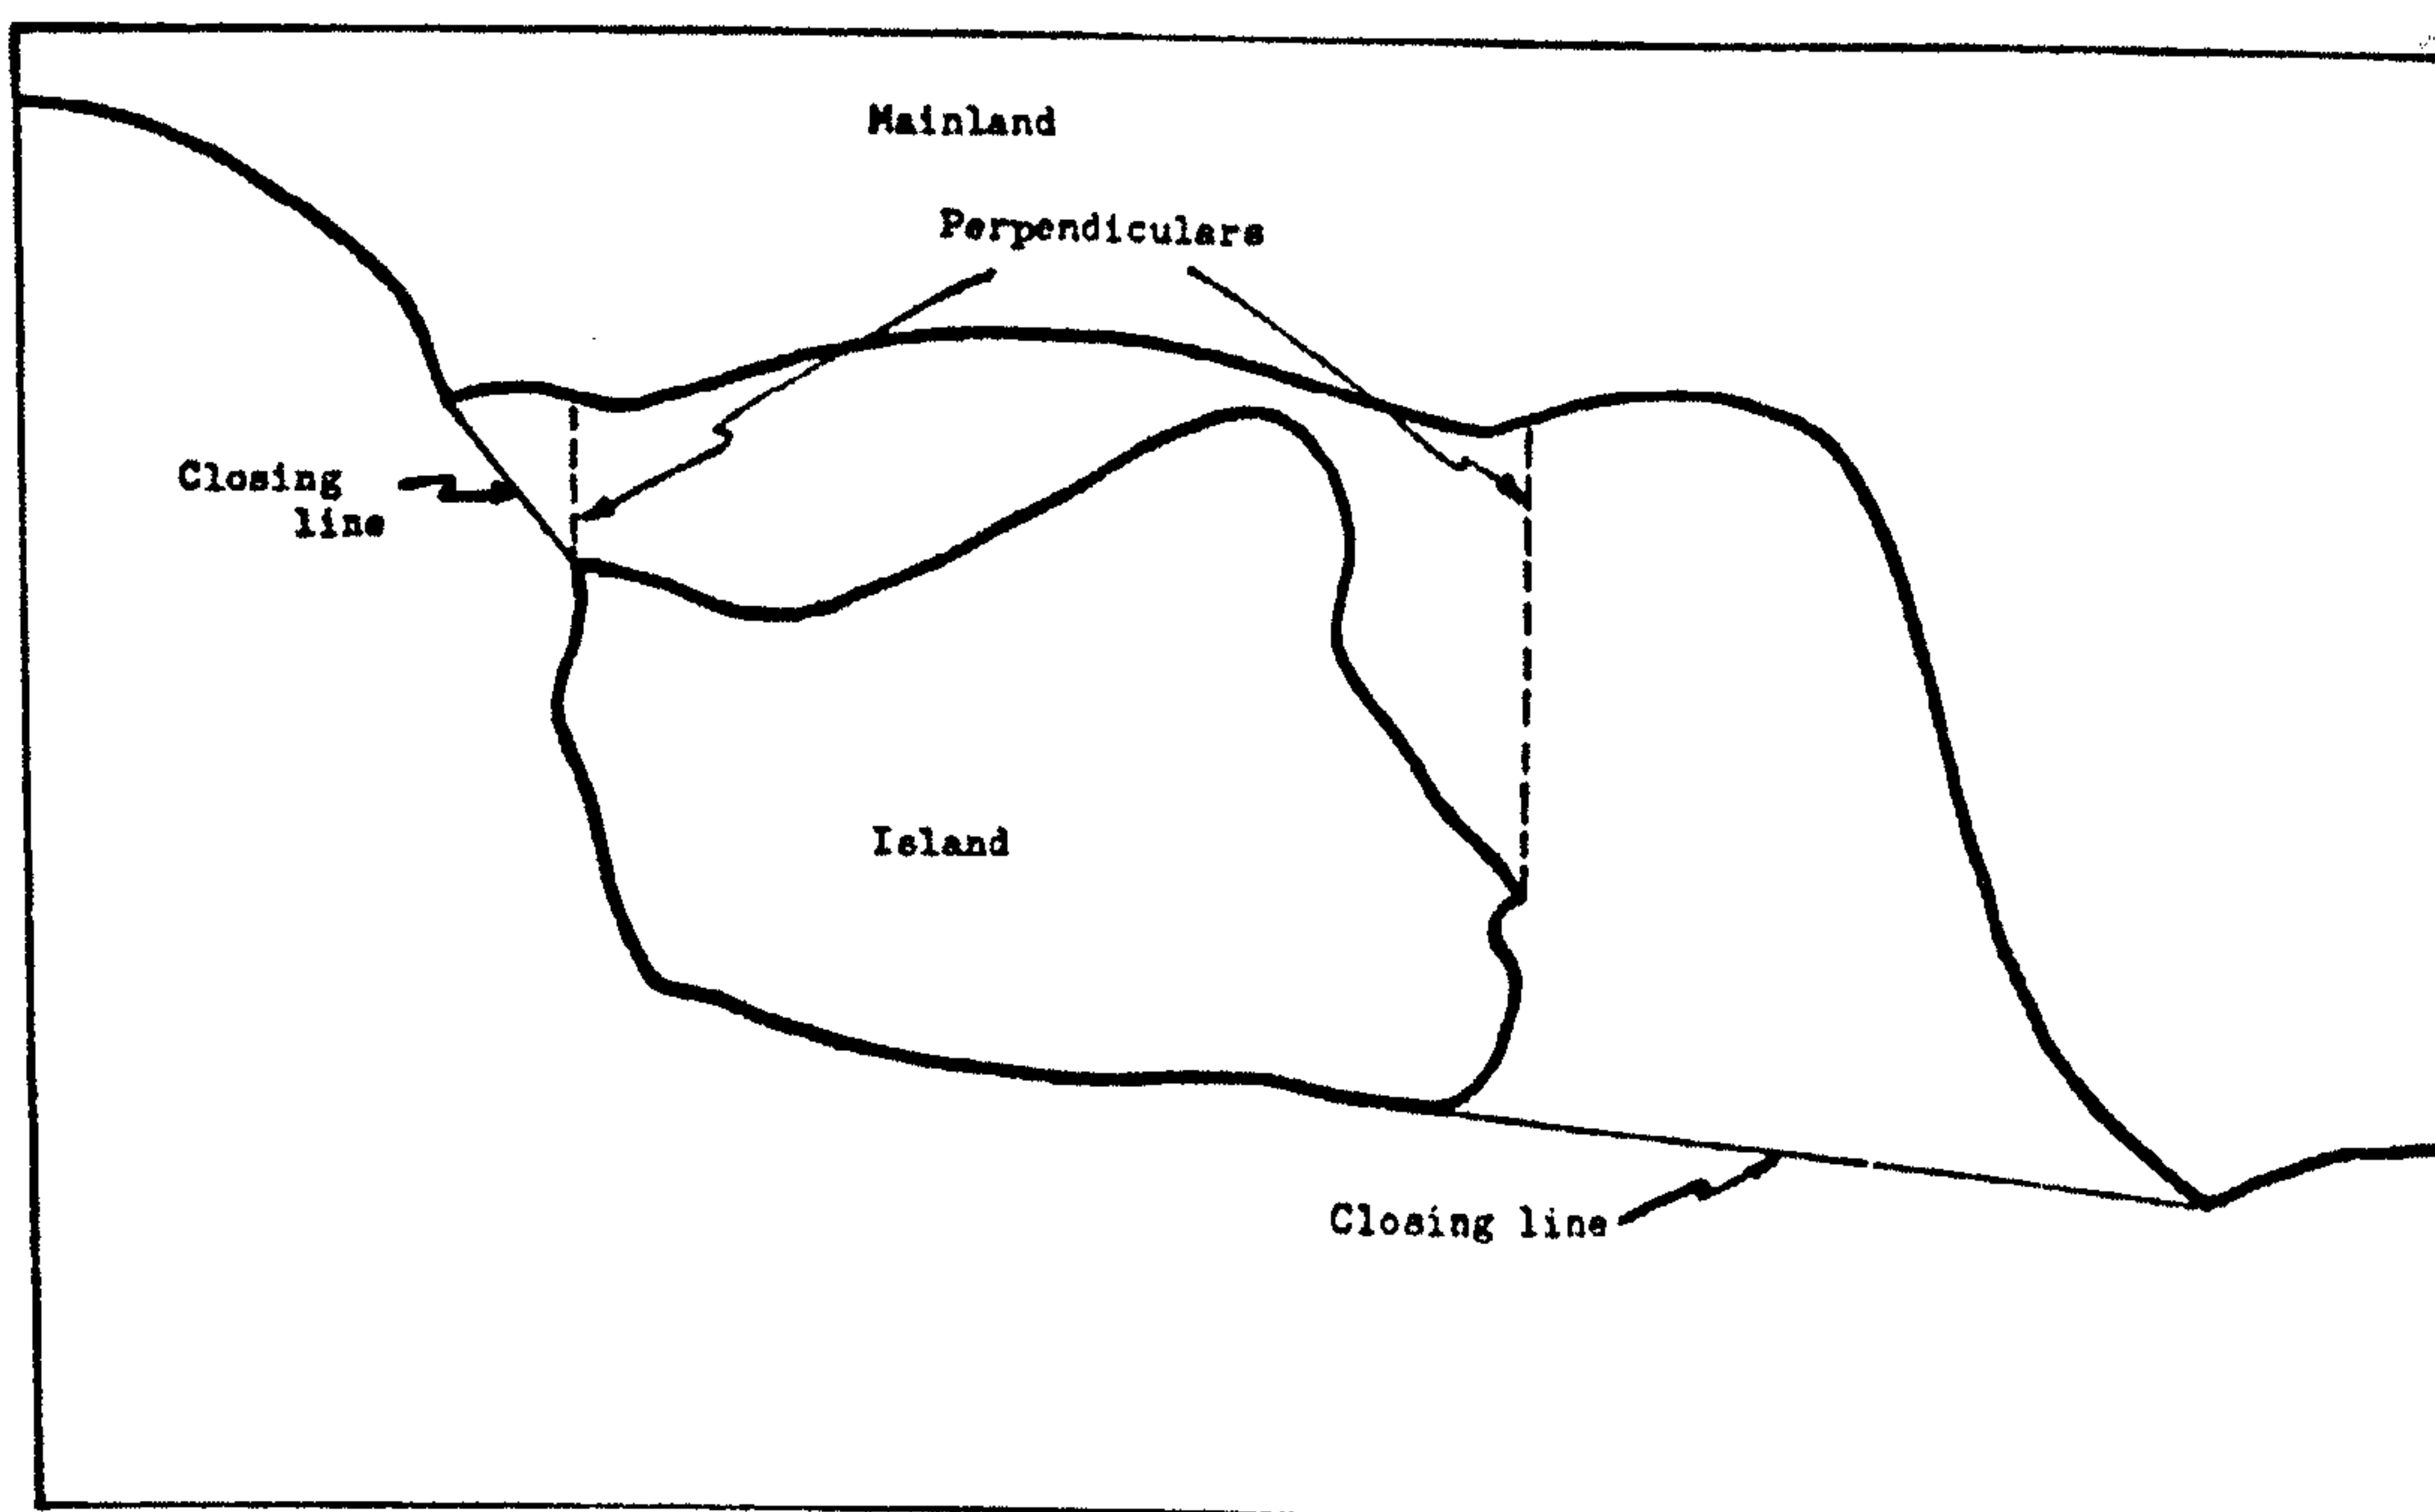 Mainland
Perpendiculars
Closing
line
Island
Closing line